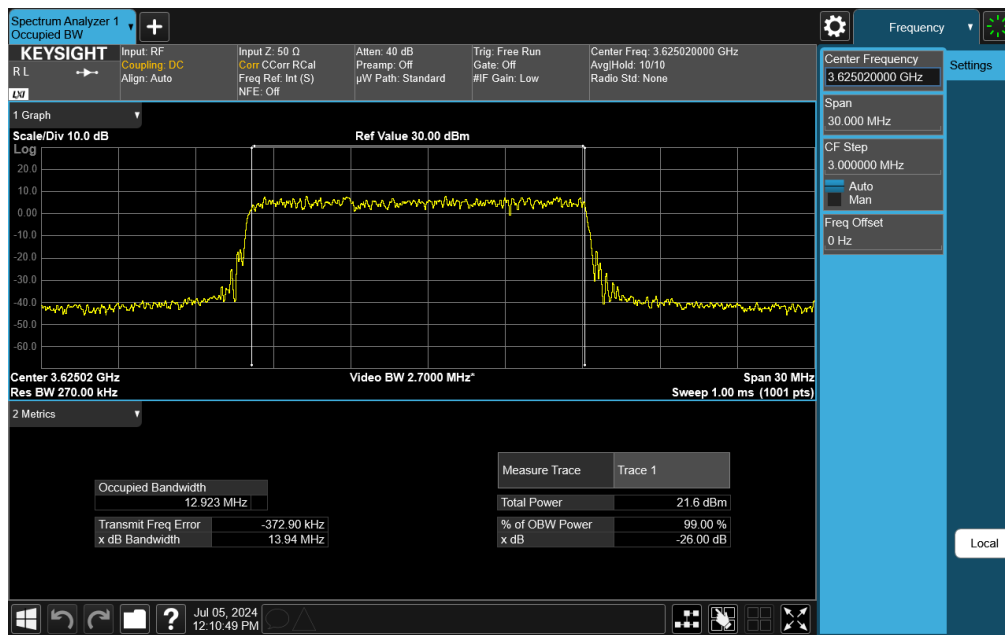 Spectrum Analyzer 1
Occupied BW
Frequency
KEYSIGHT
R L
LXI
Input: RF
Coupling: DC
Align: Auto
Input Z: 50 Ω
Corr CCorr RCal
Freq Ref: Int (S)
NFE: Off
Atten: 40 dB
Preamp: Off
µW Path: Standard
Trig: Free Run
Gate: Off
#IF Gain: Low
Center Freq: 3.625020000 GHz
Avg|Hold: 10/10
Radio Std: None
Center Frequency
3.625020000 GHz
Settings
Span
30.000 MHz
CF Step
3.000000 MHz
Auto
Man
Freq Offset
0 Hz
Local
1 Graph
Scale/Div 10.0 dB
Ref Value 30.00 dBm
Log
20.0
10.0
0.00
-10.0
-20.0
-30.0
-40.0
-50.0
-60.0
Center 3.62502 GHz
Video BW 2.7000 MHz*
Span 30 MHz
Res BW 270.00 kHz
Sweep 1.00 ms (1001 pts)
2 Metrics
Measure Trace Trace 1
Occupied Bandwidth
12.923 MHz
Total Power 21.6 dBm
Transmit Freq Error -372.90 kHz
% of OBW Power 99.00 %
x dB Bandwidth 13.94 MHz
x dB -26.00 dB
?
Jul 05, 2024
12:10:49 PM